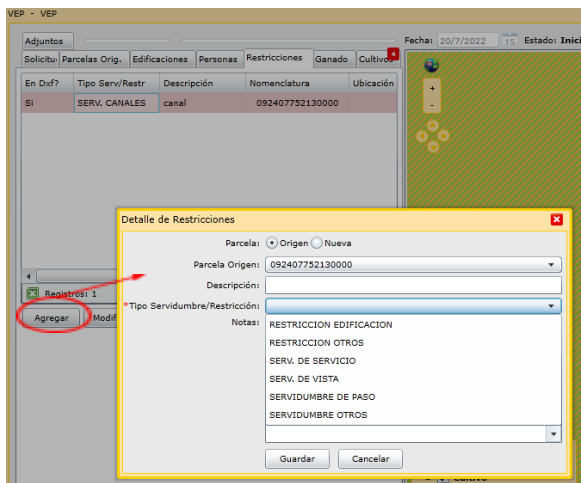 VEP - VEP
Adjuntos
Fecha: 20/7/2022 15 Estado: Inici
Solicitu Parcelas Orig. Edificaciones Personas Restricciones Ganado Cultivos 4
En Dxf? Tipo Serv/Restr Descripción Nomenclatura Ubicación
Si SERV. CANALES canal 092407752130000
+
-
Detalle de Restricciones
Parcela: Origen Nueva
Parcela Origen: 092407752130000
Descripción:
*Tipo Servidumbre/Restricción:
Notas:
RESTRICCION EDIFICACION
RESTRICCION OTROS
SERV. DE SERVICIO
SERV. DE VISTA
SERVIDUMBRE DE PASO
SERVIDUMBRE OTROS
Guardar Cancelar
Registros: 1
Agregar Modif
Cultivo